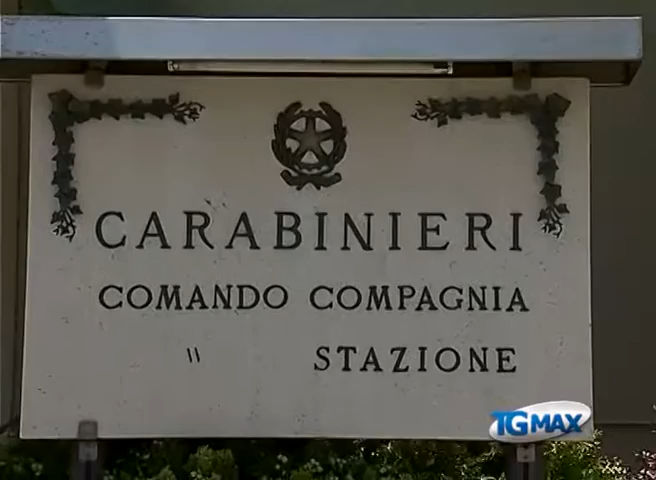 CARABINIERI
COMANDO COMPAGNIA
" STAZIONE
TGMAX